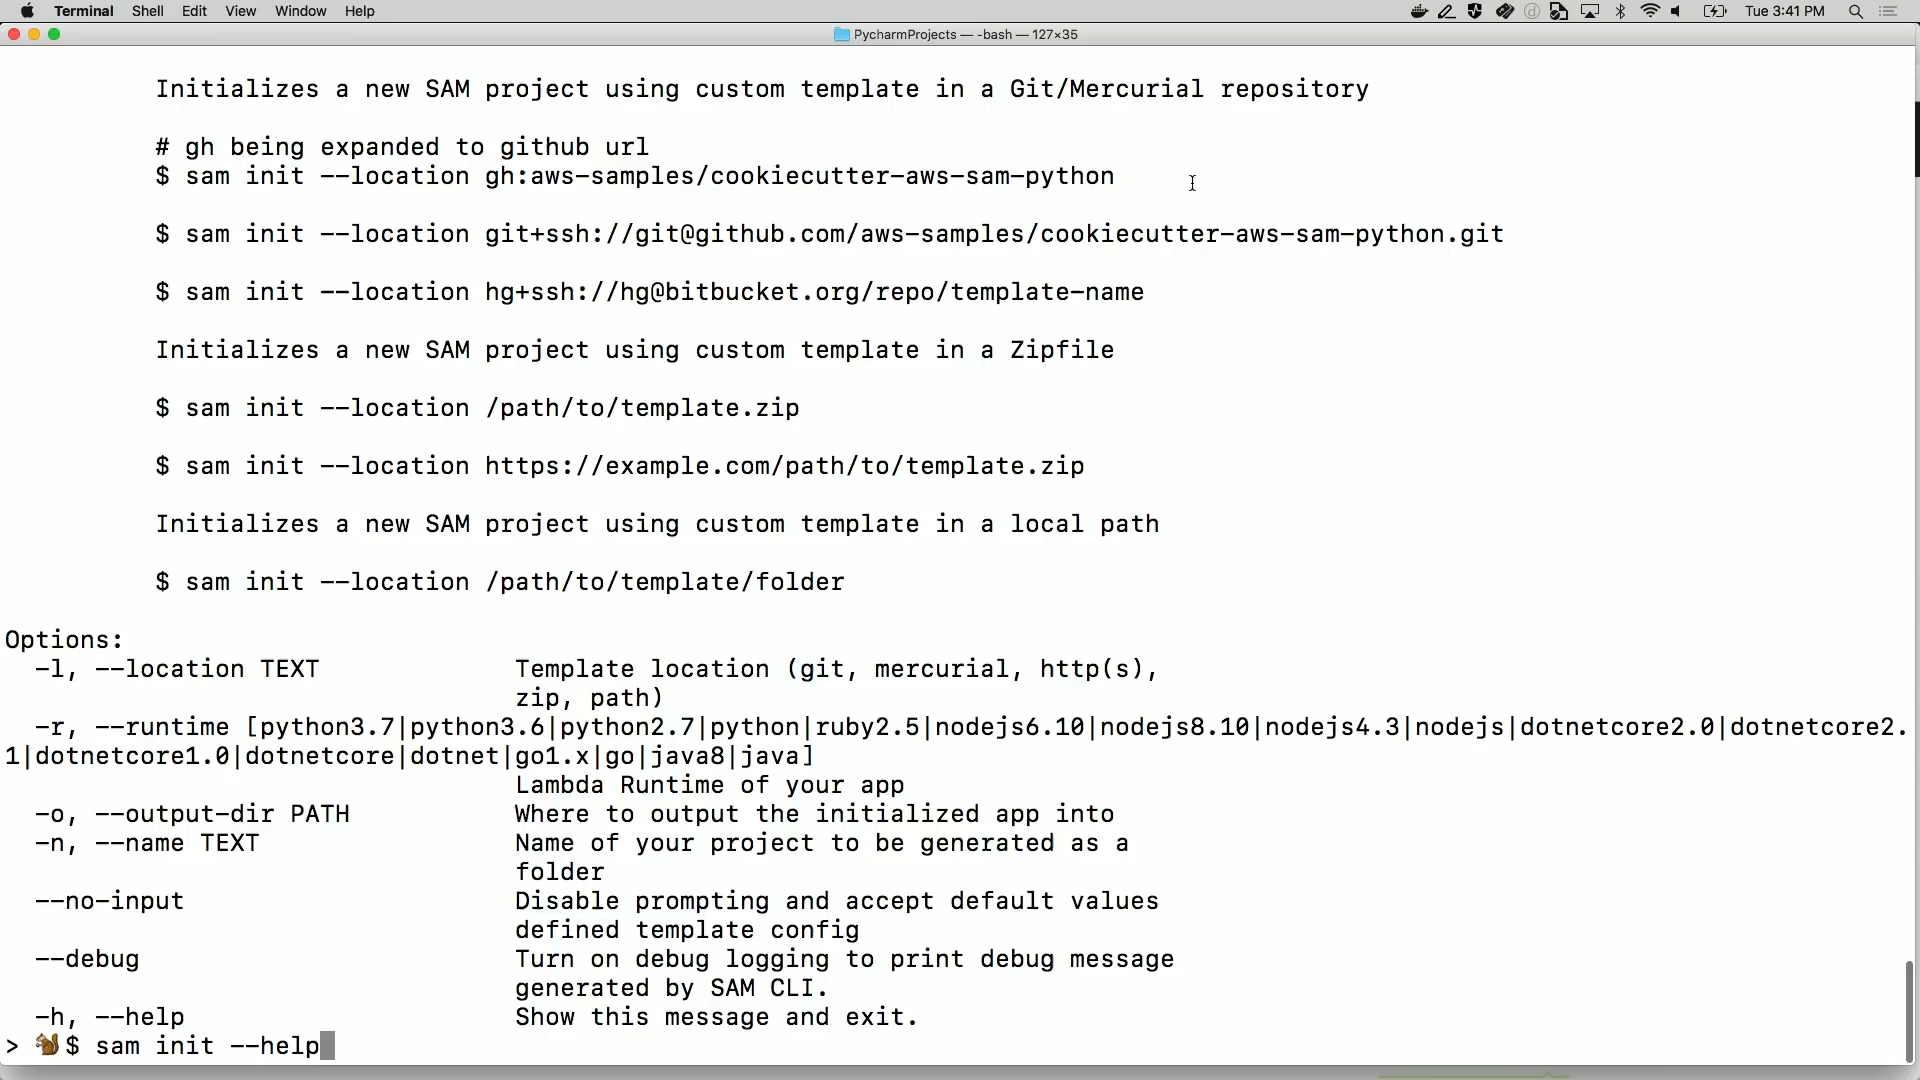 Terminal Shell Edit View Window Help Tue 3:41 PM
PycharmProjects — -bash — 127×35
Initializes a new SAM project using custom template in a Git/Mercurial repository
# gh being expanded to github url
$ sam init --location gh:aws-samples/cookiecutter-aws-sam-python
$ sam init --location git+ssh://git@github.com/aws-samples/cookiecutter-aws-sam-python.git
$ sam init --location hg+ssh://hg@bitbucket.org/repo/template-name
Initializes a new SAM project using custom template in a Zipfile
$ sam init --location /path/to/template.zip
$ sam init --location https://example.com/path/to/template.zip
Initializes a new SAM project using custom template in a local path
$ sam init --location /path/to/template/folder
Options:
-l, --location TEXT Template location (git, mercurial, http(s),
zip, path)
-r, --runtime [python3.7|python3.6|python2.7|python|ruby2.5|nodejs6.10|nodejs8.10|nodejs4.3|nodejs|dotnetcore2.0|dotnetcore2.
1|dotnetcore1.0|dotnetcore|dotnet|go1.x|go|java8|java]
Lambda Runtime of your app
-o, --output-dir PATH Where to output the initialized app into
-n, --name TEXT Name of your project to be generated as a
folder
--no-input Disable prompting and accept default values
defined template config
--debug Turn on debug logging to print debug message
generated by SAM CLI.
-h, --help Show this message and exit.
> 🐿$ sam init --help